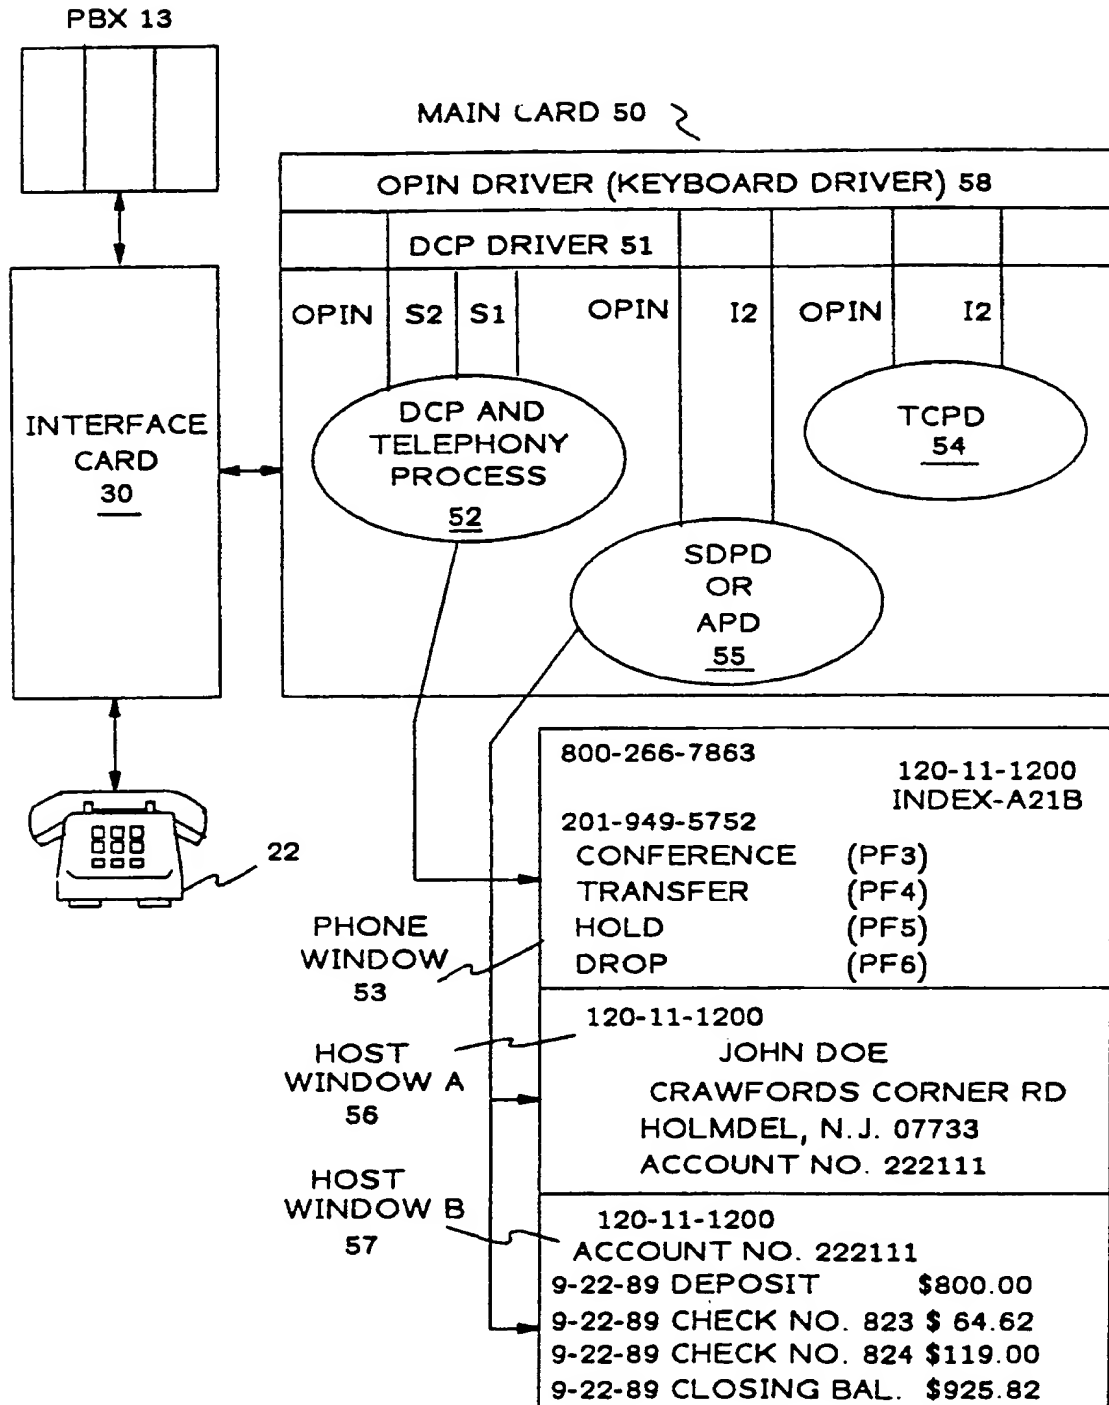 PBX 13
MAIN CARD 50
OPIN DRIVER (KEYBOARD DRIVER) 58
DCP DRIVER 51
OPIN S2 S1 OPIN I2 OPIN I2
INTERFACE
CARD
30
DCP AND
TELEPHONY
PROCESS
52
TCPD
54
SDPD
OR
APD
55
22
800-266-7863
120-11-1200
INDEX-A21B
201-949-5752
CONFERENCE (PF3)
TRANSFER (PF4)
HOLD (PF5)
DROP (PF6)
PHONE
WINDOW
53
HOST
WINDOW A
56
120-11-1200
JOHN DOE
CRAWFORDS CORNER RD
HOLMDEL, N.J. 07733
ACCOUNT NO. 222111
HOST
WINDOW B
57
120-11-1200
ACCOUNT NO. 222111
9-22-89 DEPOSIT $800.00
9-22-89 CHECK NO. 823 $ 64.62
9-22-89 CHECK NO. 824 $119.00
9-22-89 CLOSING BAL. $925.82